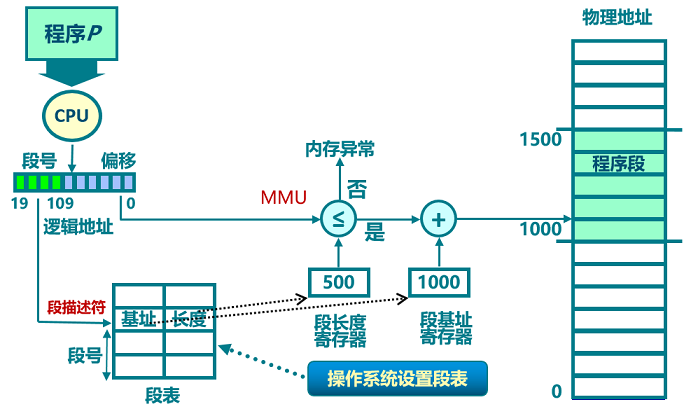 程序P
物理地址
CPU
段号
偏移
内存异常
1500
程序段
MMU
否
19
109
0
≤
是
+
1000
逻辑地址
500
1000
段描述符
基址
长度
段长度
寄存器
段基址
寄存器
段号
操作系统设置段表
段表
0